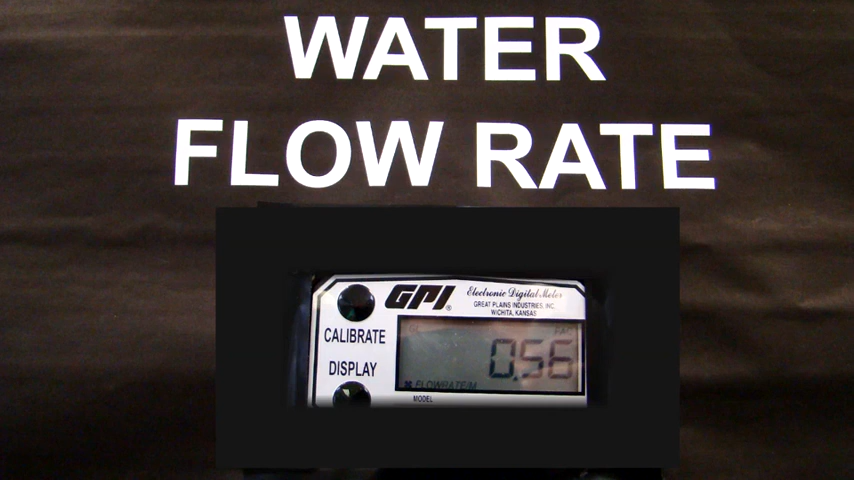 WATER
FLOW RATE
GPI®
Electronic Digital Meter
GREAT PLAINS INDUSTRIES, INC.
WICHITA, KANSAS
CALIBRATE
DISPLAY
FAC
0.56
FLOWRATE/M
MODEL